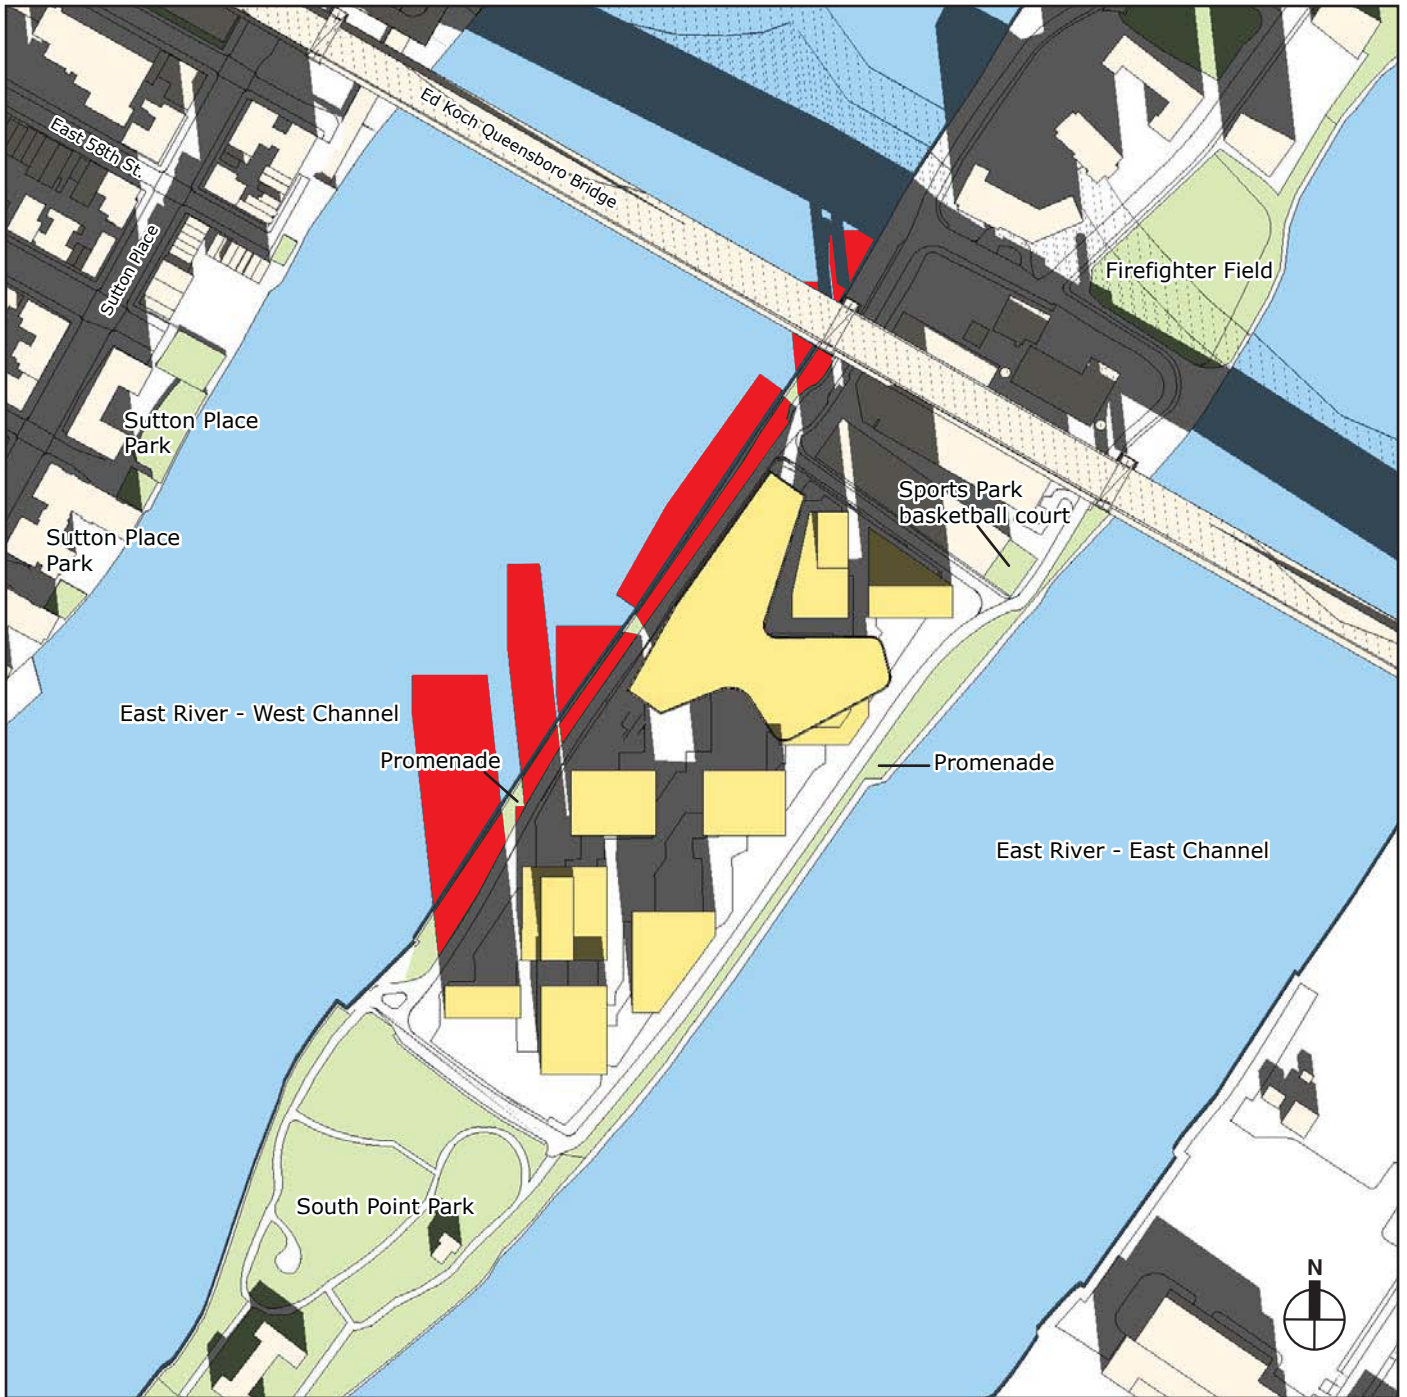 Ed Koch Queensboro Bridge
East 58th St.
Sutton Place
Firefighter Field
Sutton Place
Park
Sports Park
basketball court
Sutton Place
Park
East River - West Channel
Promenade
Promenade
East River - East Channel
South Point Park
N